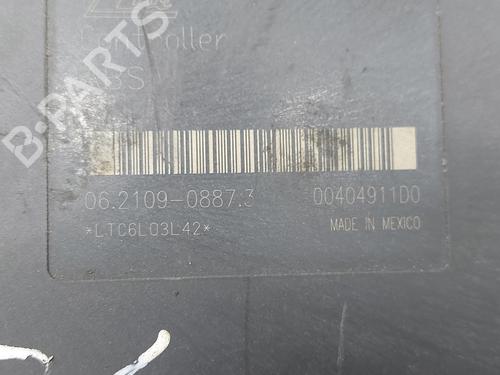 Controller
06.2109-0887.3 00404911D0
*LTC6L03L42* MADE IN MEXICO
B-PARTS